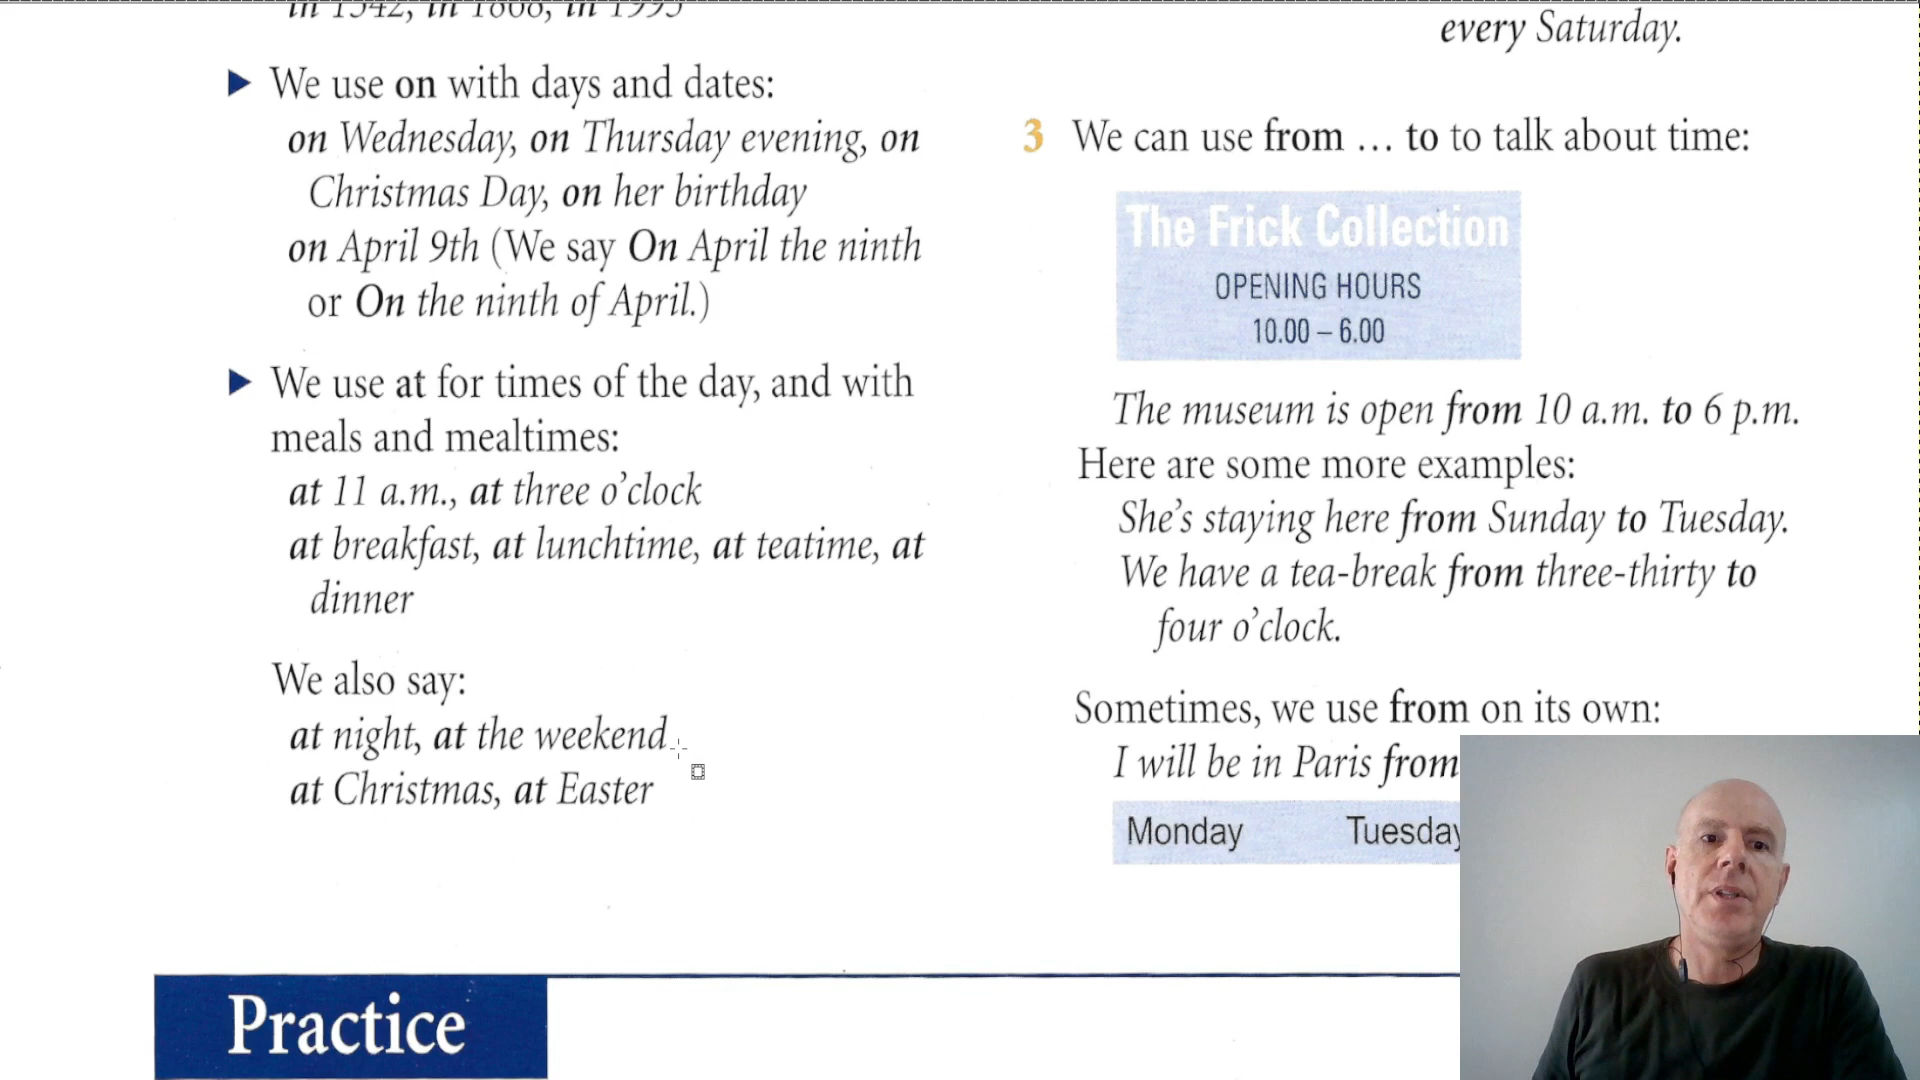 in 1542, in 1868, in 1995
We use on with days and dates:
on Wednesday, on Thursday evening, on
Christmas Day, on her birthday
on April 9th (We say On April the ninth
or On the ninth of April.)
We use at for times of the day, and with
meals and mealtimes:
at 11 a.m., at three o’clock
at breakfast, at lunchtime, at teatime, at
dinner
We also say:
at night, at the weekend
at Christmas, at Easter
every Saturday.
3 We can use from … to to talk about time:
The Frick Collection
OPENING HOURS
10.00 – 6.00
The museum is open from 10 a.m. to 6 p.m.
Here are some more examples:
She’s staying here from Sunday to Tuesday.
We have a tea-break from three-thirty to
four o’clock.
Sometimes, we use from on its own:
I will be in Paris from
Monday Tuesday
Practice